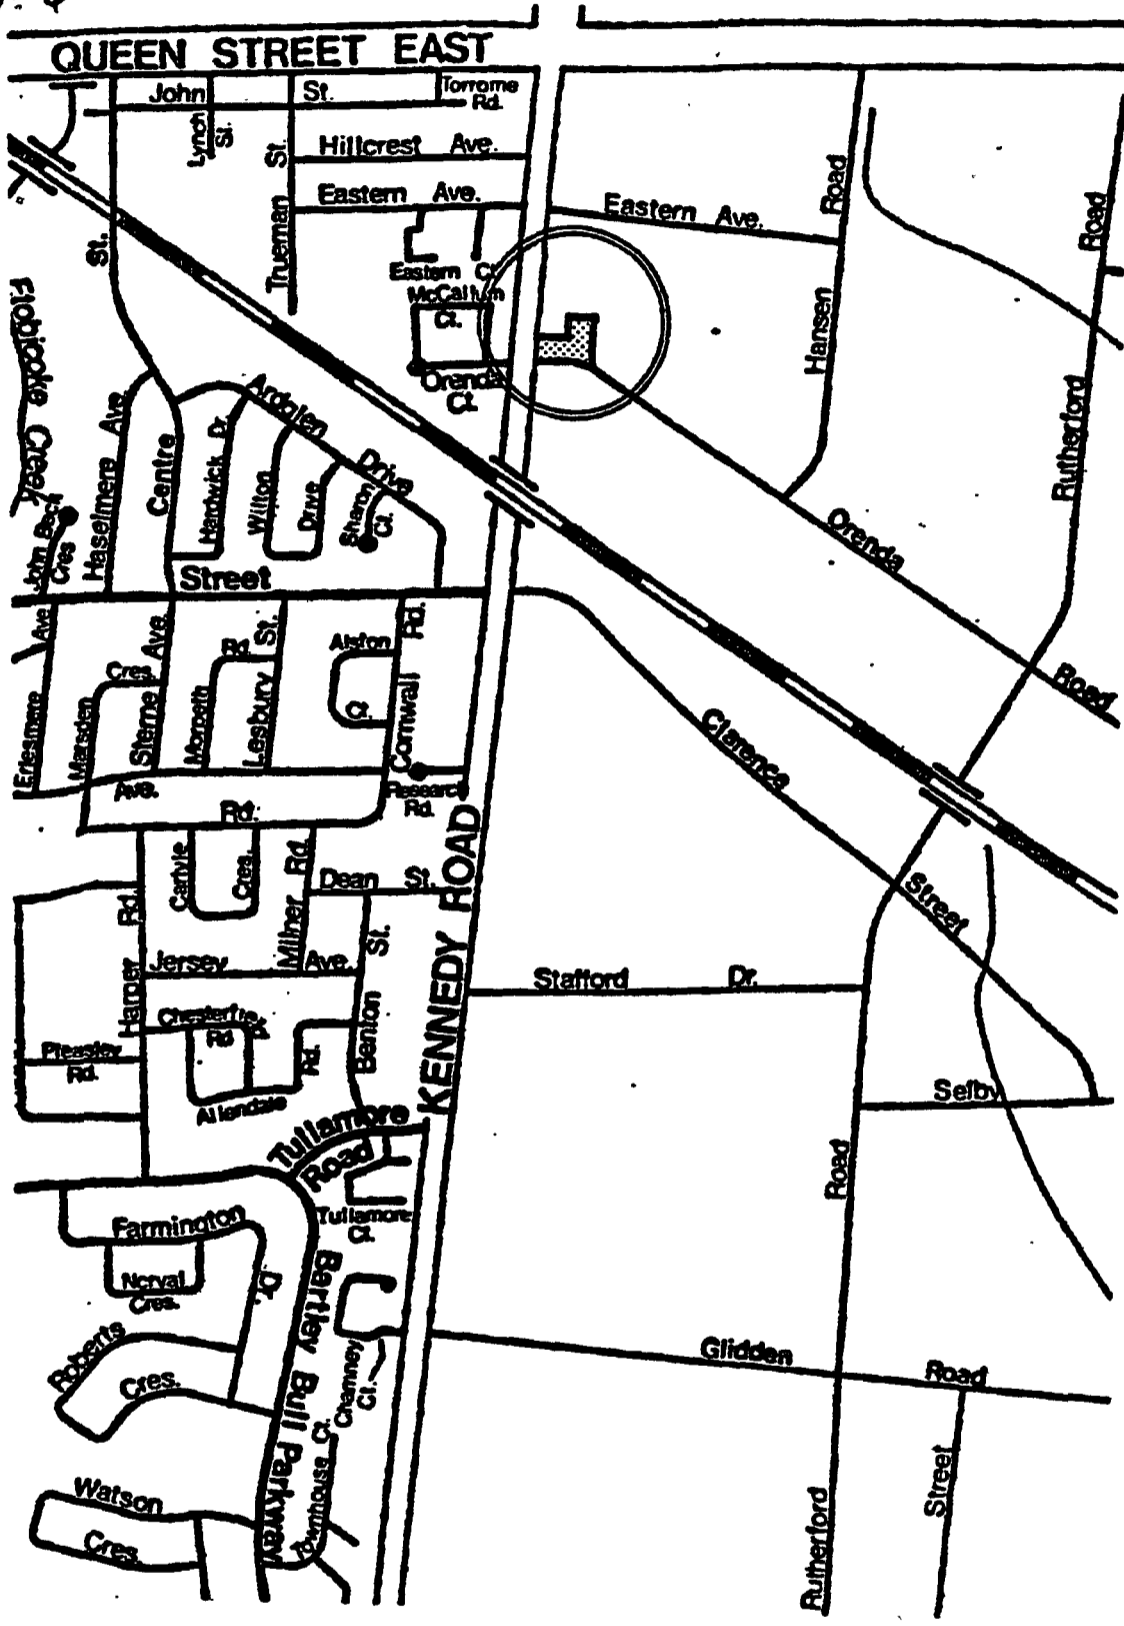 QUEEN STREET EAST
John St.
Torrome Rd.
Lynch St.
Hillcrest Ave.
Trueman St.
Eastern Ave.
Eastern Ave.
Hansen Road
Rutherford Road
Eastern Ct.
McCallum Ct.
Orenda Ct.
Etobicoke Creek
Centre St.
Ardglen Drive
Haselmere Ave.
Hardwick Dr.
Wilton Drive
Sharon Ct.
John Beck Cres
Orenda Road
Street
Clarence Street
Erlesmere Ave
Marsden Cres.
Sterne Ave.
Morpeth Rd.
Lesbury St.
Alston Ct.
Cornwall Rd.
Research Rd.
Ave.
Rd.
KENNEDY ROAD
Carlyle Cres.
Milner Rd.
Dean St.
Harper Rd.
Jersey Ave.
Benton St.
Stafford Dr.
Pleasley Rd.
Rd.
Allendale Rd.
Selby
Tullamore Road
Tullamore Ct.
Farmington Dr.
Norval Cres.
Bartley Bull Parkway
Roberts Cres.
Chamney Ct.
Townhouse Ct.
Glidden Road
Rutherford Road
Street
Watson Cres.